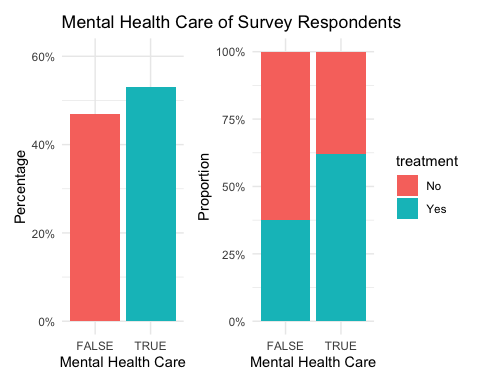 Mental Health Care of Survey Respondents
Percentage
60%
40%
20%
0%
FALSE
TRUE
Mental Health Care
Proportion
100%
75%
50%
25%
0%
FALSE
TRUE
Mental Health Care
treatment
No
Yes